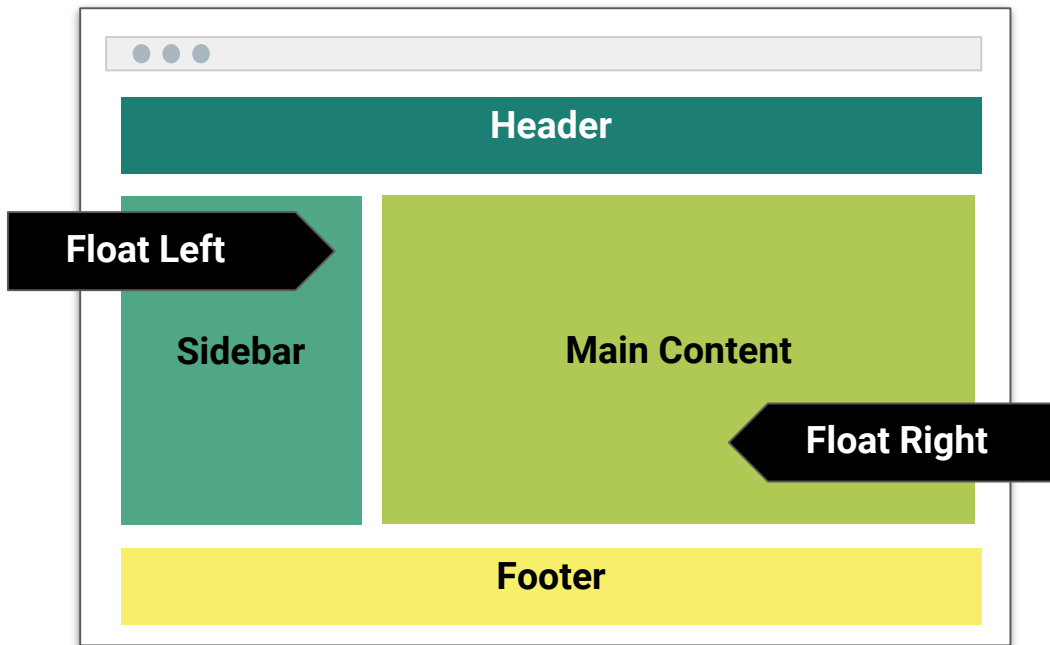 Header
Float Left
Sidebar
Main Content
Float Right
Footer